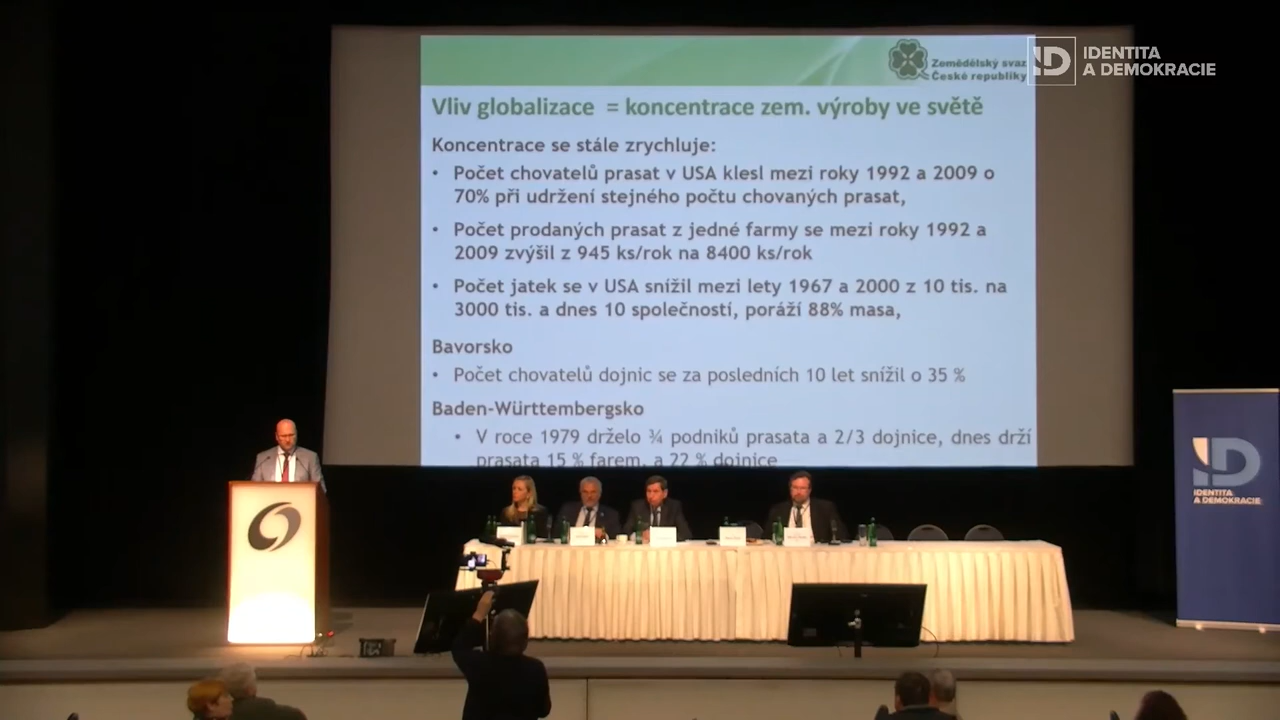 Zemědělský svaz
České republiky
IDENTITA
A DEMOKRACIE
Vliv globalizace = koncentrace zem. výroby ve světě
Koncentrace se stále zrychluje:
• Počet chovatelů prasat v USA klesl mezi roky 1992 a 2009 o
70% při udržení stejného počtu chovaných prasat,
• Počet prodaných prasat z jedné farmy se mezi roky 1992 a
2009 zvýšil z 945 ks/rok na 8400 ks/rok
• Počet jatek se v USA snížil mezi lety 1967 a 2000 z 10 tis. na
3000 tis. a dnes 10 společností, poráží 88% masa,
Bavorsko
• Počet chovatelů dojnic se za posledních 10 let snížil o 35 %
Baden-Württembergsko
• V roce 1979 drželo ¾ podniků prasata a 2/3 dojnice, dnes drží
prasata 15 % farem, a 22 % dojnice
ID
IDENTITA
A DEMOKRACIE